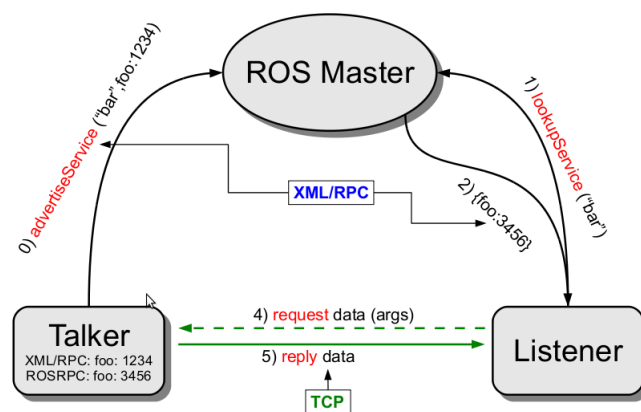 ROS Master
0) advertiseService (“bar”,foo:1234)
1) lookupService (“bar”)
XML/RPC
2) {foo:3456}
4) request data (args)
Talker
XML/RPC: foo: 1234
ROSRPC: foo: 3456
5) reply data
Listener
TCP